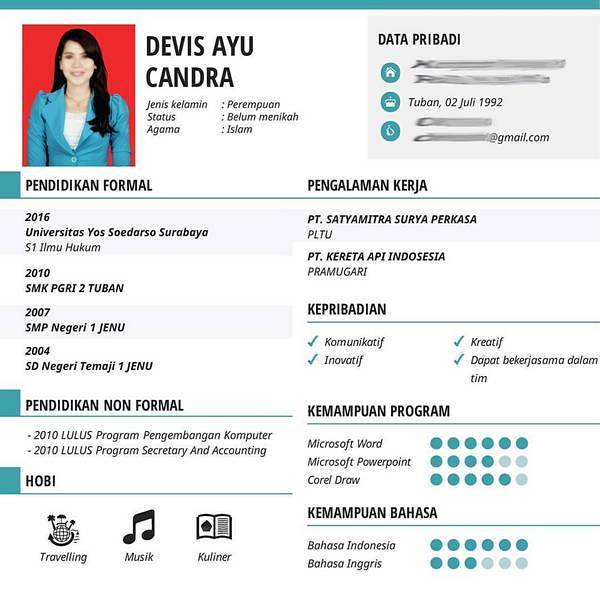 DEVIS AYU
CANDRA
Jenis kelamin : Perempuan
Status : Belum menikah
Agama : Islam
DATA PRIBADI
Tuban, 02 Juli 1992
@gmail.com
PENDIDIKAN FORMAL
2016
Universitas Yos Soedarso Surabaya
S1 Ilmu Hukum
2010
SMK PGRI 2 TUBAN
2007
SMP Negeri 1 JENU
2004
SD Negeri Temaji 1 JENU
PENDIDIKAN NON FORMAL
- 2010 LULUS Program Pengembangan Komputer
- 2010 LULUS Program Secretary And Accounting
HOBI
Travelling
Musik
Kuliner
PENGALAMAN KERJA
PT. SATYAMITRA SURYA PERKASA
PLTU
PT. KERETA API INDOSESIA
PRAMUGARI
KEPRIBADIAN
Komunikatif
Kreatif
Inovatif
Dapat bekerjasama dalam
tim
KEMAMPUAN PROGRAM
Microsoft Word
Microsoft Powerpoint
Corel Draw
KEMAMPUAN BAHASA
Bahasa Indonesia
Bahasa Inggris